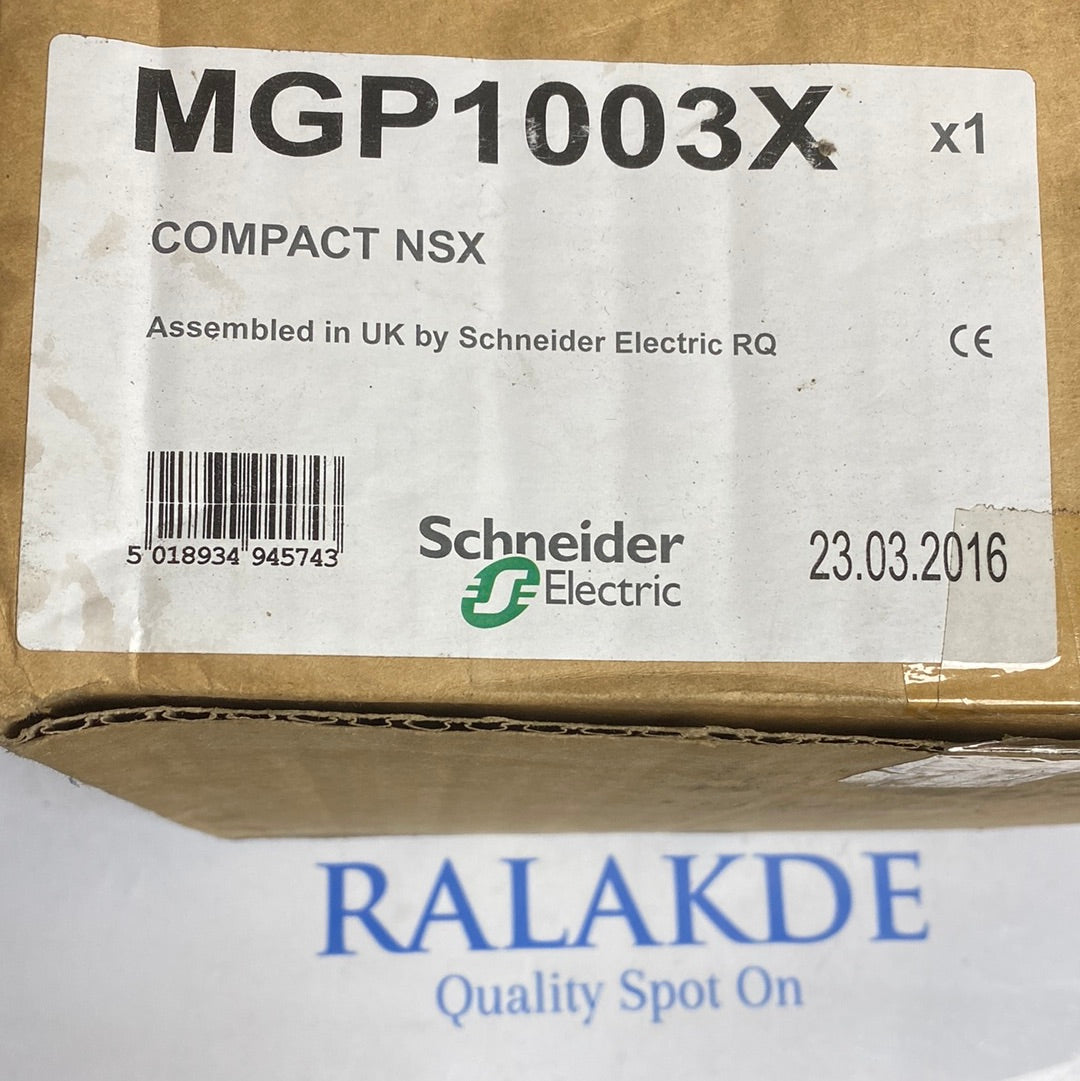 MGP1003X x1
COMPACT NSX
Assembled in UK by Schneider Electric RQ CE
5 018934 945743
Schneider
Electric
23.03.2016
RALAKDE
Quality Spot On